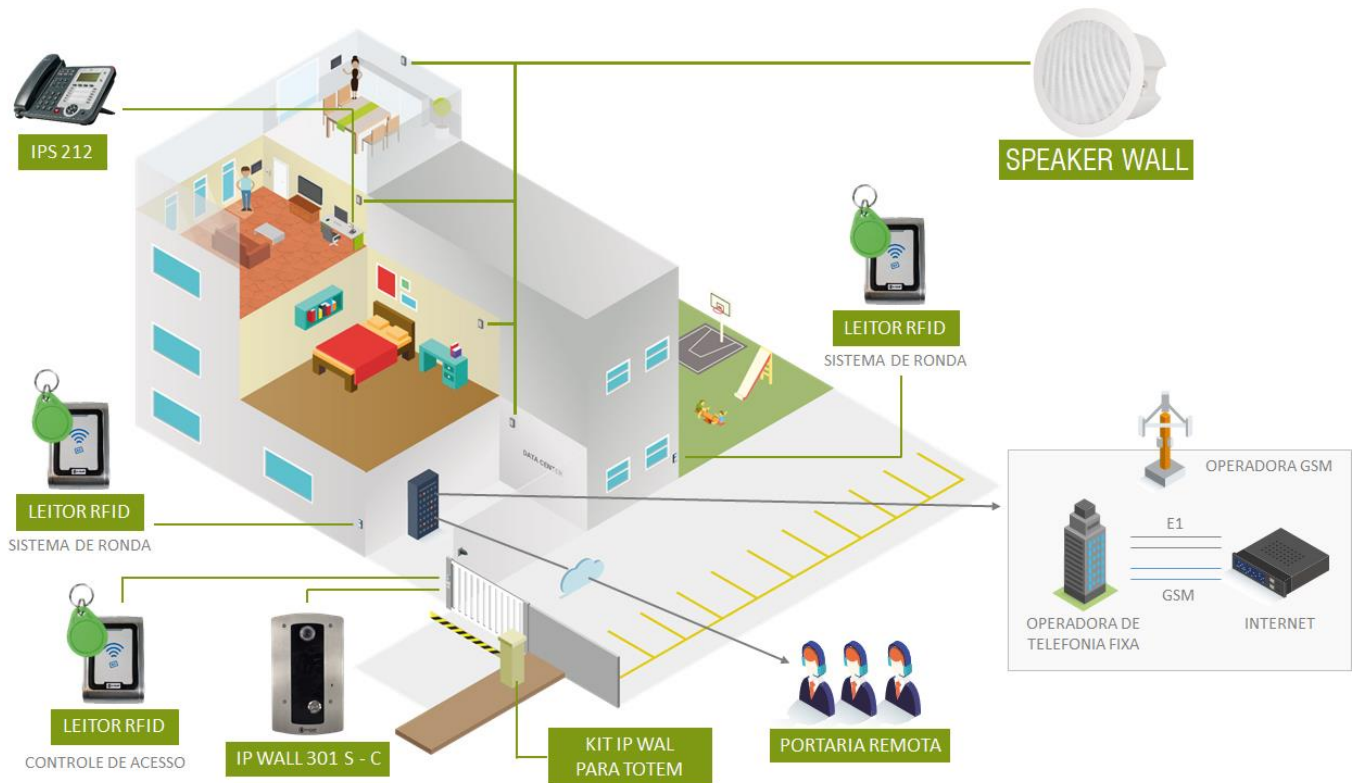 IPS 212
SPEAKER WALL
LEITOR RFID
SISTEMA DE RONDA
DATA CENTER
LEITOR RFID
SISTEMA DE RONDA
OPERADORA GSM
E1
GSM
OPERADORA DE
TELEFONIA FIXA
INTERNET
LEITOR RFID
CONTROLE DE ACESSO
IP WALL 301 S - C
KIT IP WAL
PARA TOTEM
PORTARIA REMOTA